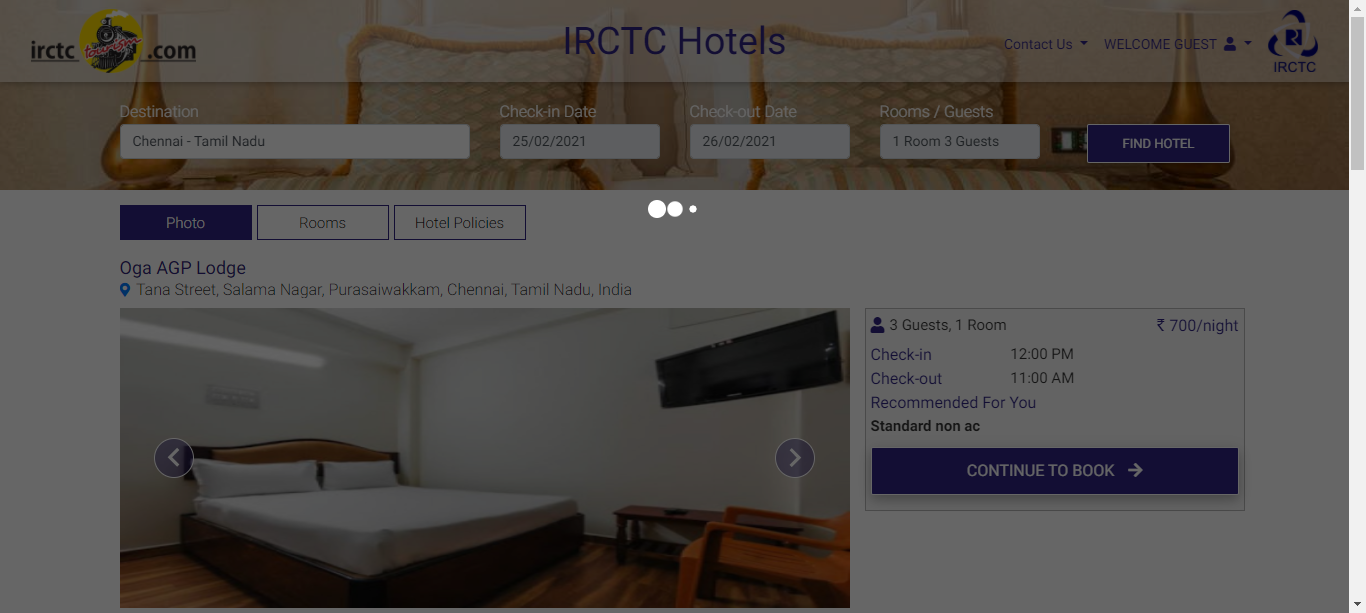 irctc tourism .com
IRCTC Hotels
Contact Us
WELCOME GUEST
IRCTC
Destination
Check-in Date
Check-out Date
Rooms / Guests
Chennai - Tamil Nadu
25/02/2021
26/02/2021
1 Room 3 Guests
FIND HOTEL
Photo
Rooms
Hotel Policies
Oga AGP Lodge
Tana Street, Salama Nagar, Purasaiwakkam, Chennai, Tamil Nadu, India
3 Guests, 1 Room
₹ 700/night
Check-in
12:00 PM
Check-out
11:00 AM
Recommended For You
Standard non ac
CONTINUE TO BOOK